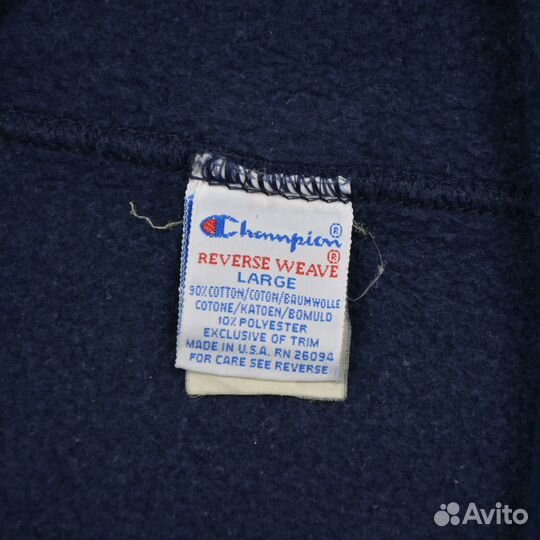 Champion®
REVERSE WEAVE®
LARGE
90% COTTON/COTON/BAUMWOLLE
COTONE/KATOEN/BOMULD
10% POLYESTER
EXCLUSIVE OF TRIM
MADE IN U.S.A. RN 26094
FOR CARE SEE REVERSE
Avito